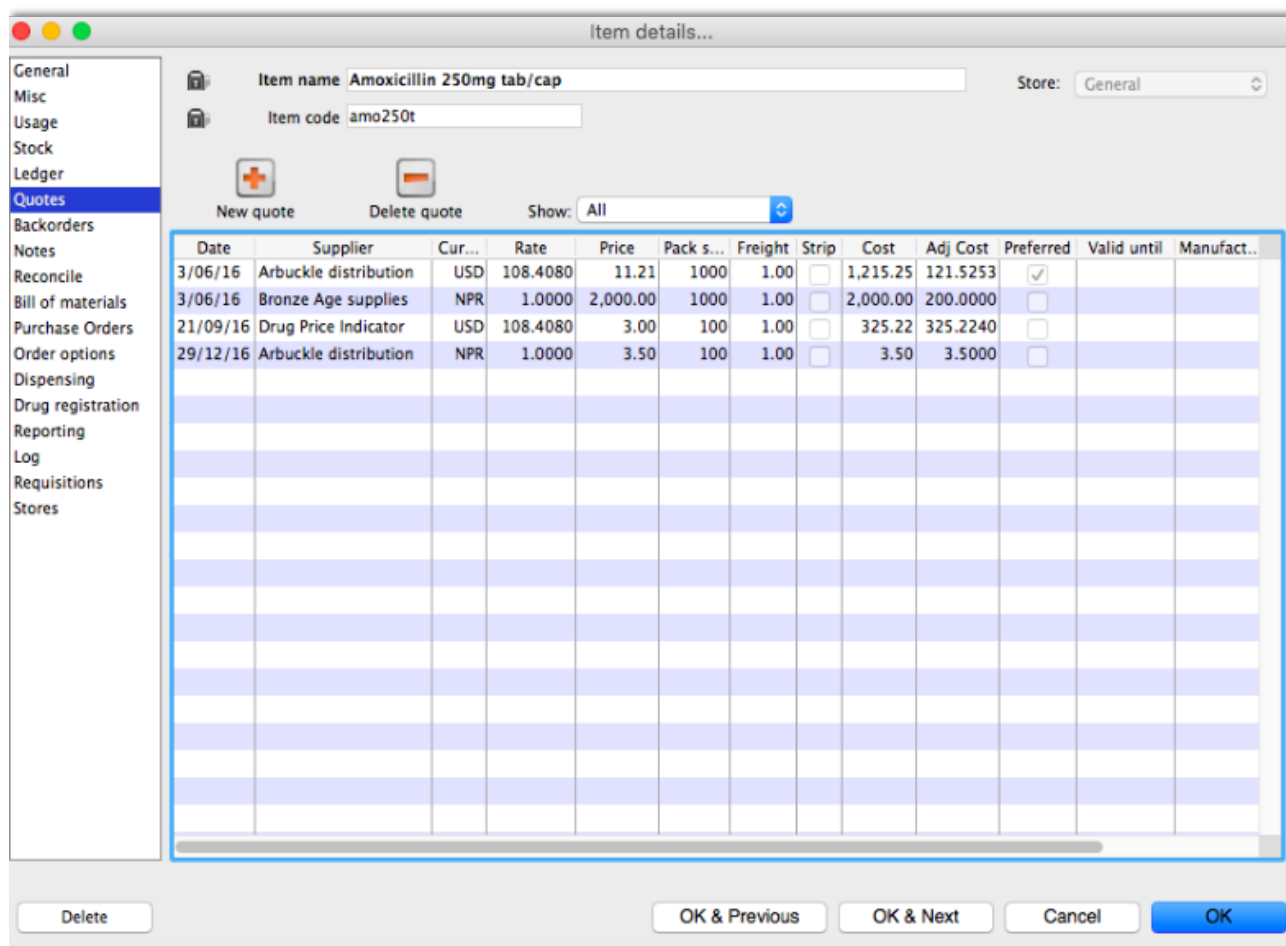 Item details...
General
Misc
Usage
Stock
Ledger
Quotes
Backorders
Notes
Reconcile
Bill of materials
Purchase Orders
Order options
Dispensing
Drug registration
Reporting
Log
Requisitions
Stores
Item name Amoxicillin 250mg tab/cap Store: General
Item code amo250t
New quote Delete quote Show: All
Date Supplier Cur... Rate Price Pack s... Freight Strip Cost Adj Cost Preferred Valid until Manufact..
3/06/16 Arbuckle distribution USD 108.4080 11.21 1000 1.00 1,215.25 121.5253
3/06/16 Bronze Age supplies NPR 1.0000 2,000.00 1000 1.00 2,000.00 200.0000
21/09/16 Drug Price Indicator USD 108.4080 3.00 100 1.00 325.22 325.2240
29/12/16 Arbuckle distribution NPR 1.0000 3.50 100 1.00 3.50 3.5000
Delete OK & Previous OK & Next Cancel OK